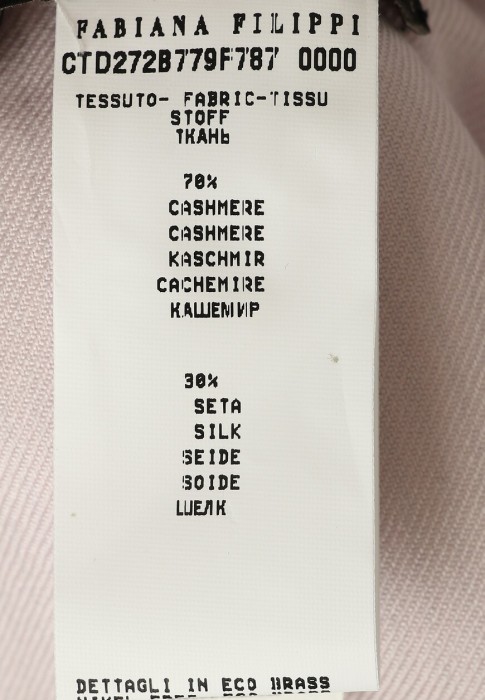 FABIANA FILIPPI
CTD272B779F787 0000
TESSUTO- FABRIC-TISSU
STOFF
ТКАНЬ
70%
CASHMERE
CASHMERE
KASCHMIR
CACHEMIRE
КАШЕМИР
30%
SETA
SILK
SEIDE
SOIDE
ШЕЛК
DETTAGLI IN ECO BRASS